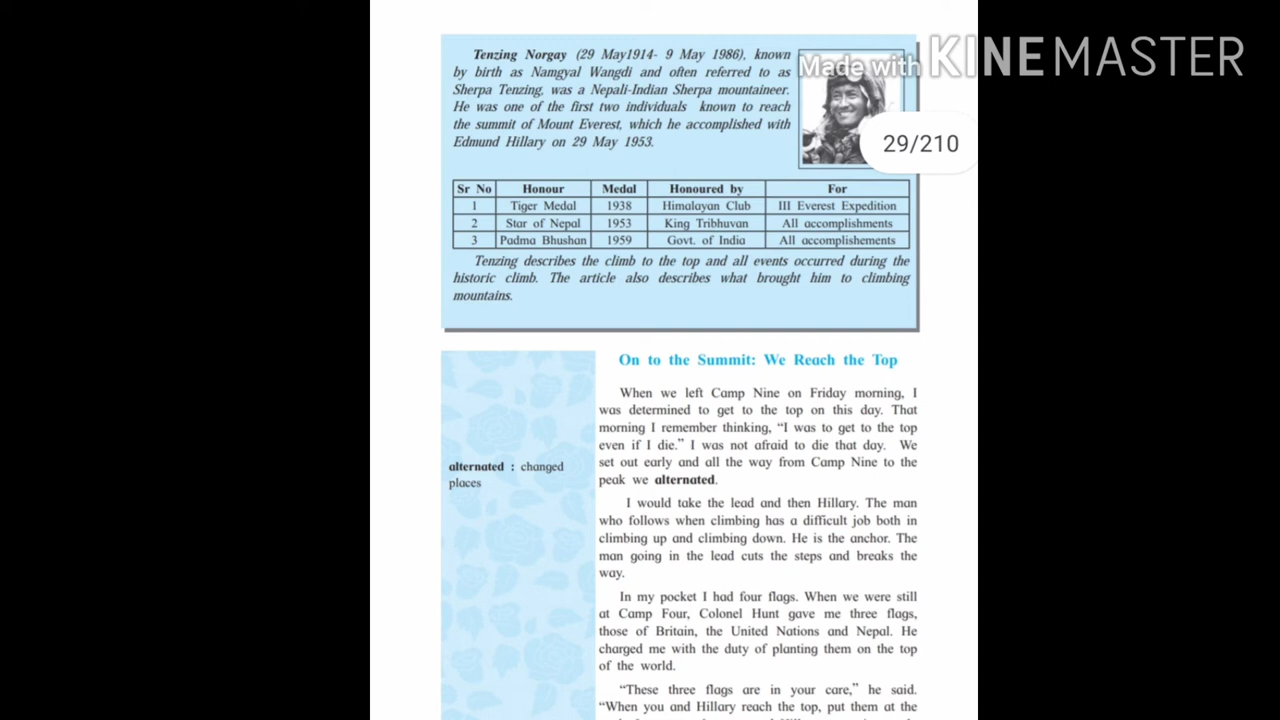 Made with KINEMASTER
29/210
Tenzing Norgay (29 May1914- 9 May 1986), known
by birth as Namgyal Wangdi and often referred to as
Sherpa Tenzing, was a Nepali-Indian Sherpa mountaineer.
He was one of the first two individuals known to reach
the summit of Mount Everest, which he accomplished with
Edmund Hillary on 29 May 1953.
Sr No Honour Medal Honoured by For
1 Tiger Medal 1938 Himalayan Club III Everest Expedition
2 Star of Nepal 1953 King Tribhuvan All accomplishments
3 Padma Bhushan 1959 Govt. of India All accomplishements
Tenzing describes the climb to the top and all events occurred during the
historic climb. The article also describes what brought him to climbing
mountains.
On to the Summit: We Reach the Top
When we left Camp Nine on Friday morning, I
was determined to get to the top on this day. That
morning I remember thinking, “I was to get to the top
even if I die.” I was not afraid to die that day. We
set out early and all the way from Camp Nine to the
peak we alternated.
alternated : changed
places
I would take the lead and then Hillary. The man
who follows when climbing has a difficult job both in
climbing up and climbing down. He is the anchor. The
man going in the lead cuts the steps and breaks the
way.
In my pocket I had four flags. When we were still
at Camp Four, Colonel Hunt gave me three flags,
those of Britain, the United Nations and Nepal. He
charged me with the duty of planting them on the top
of the world.
“These three flags are in your care,” he said.
“When you and Hillary reach the top, put them at the